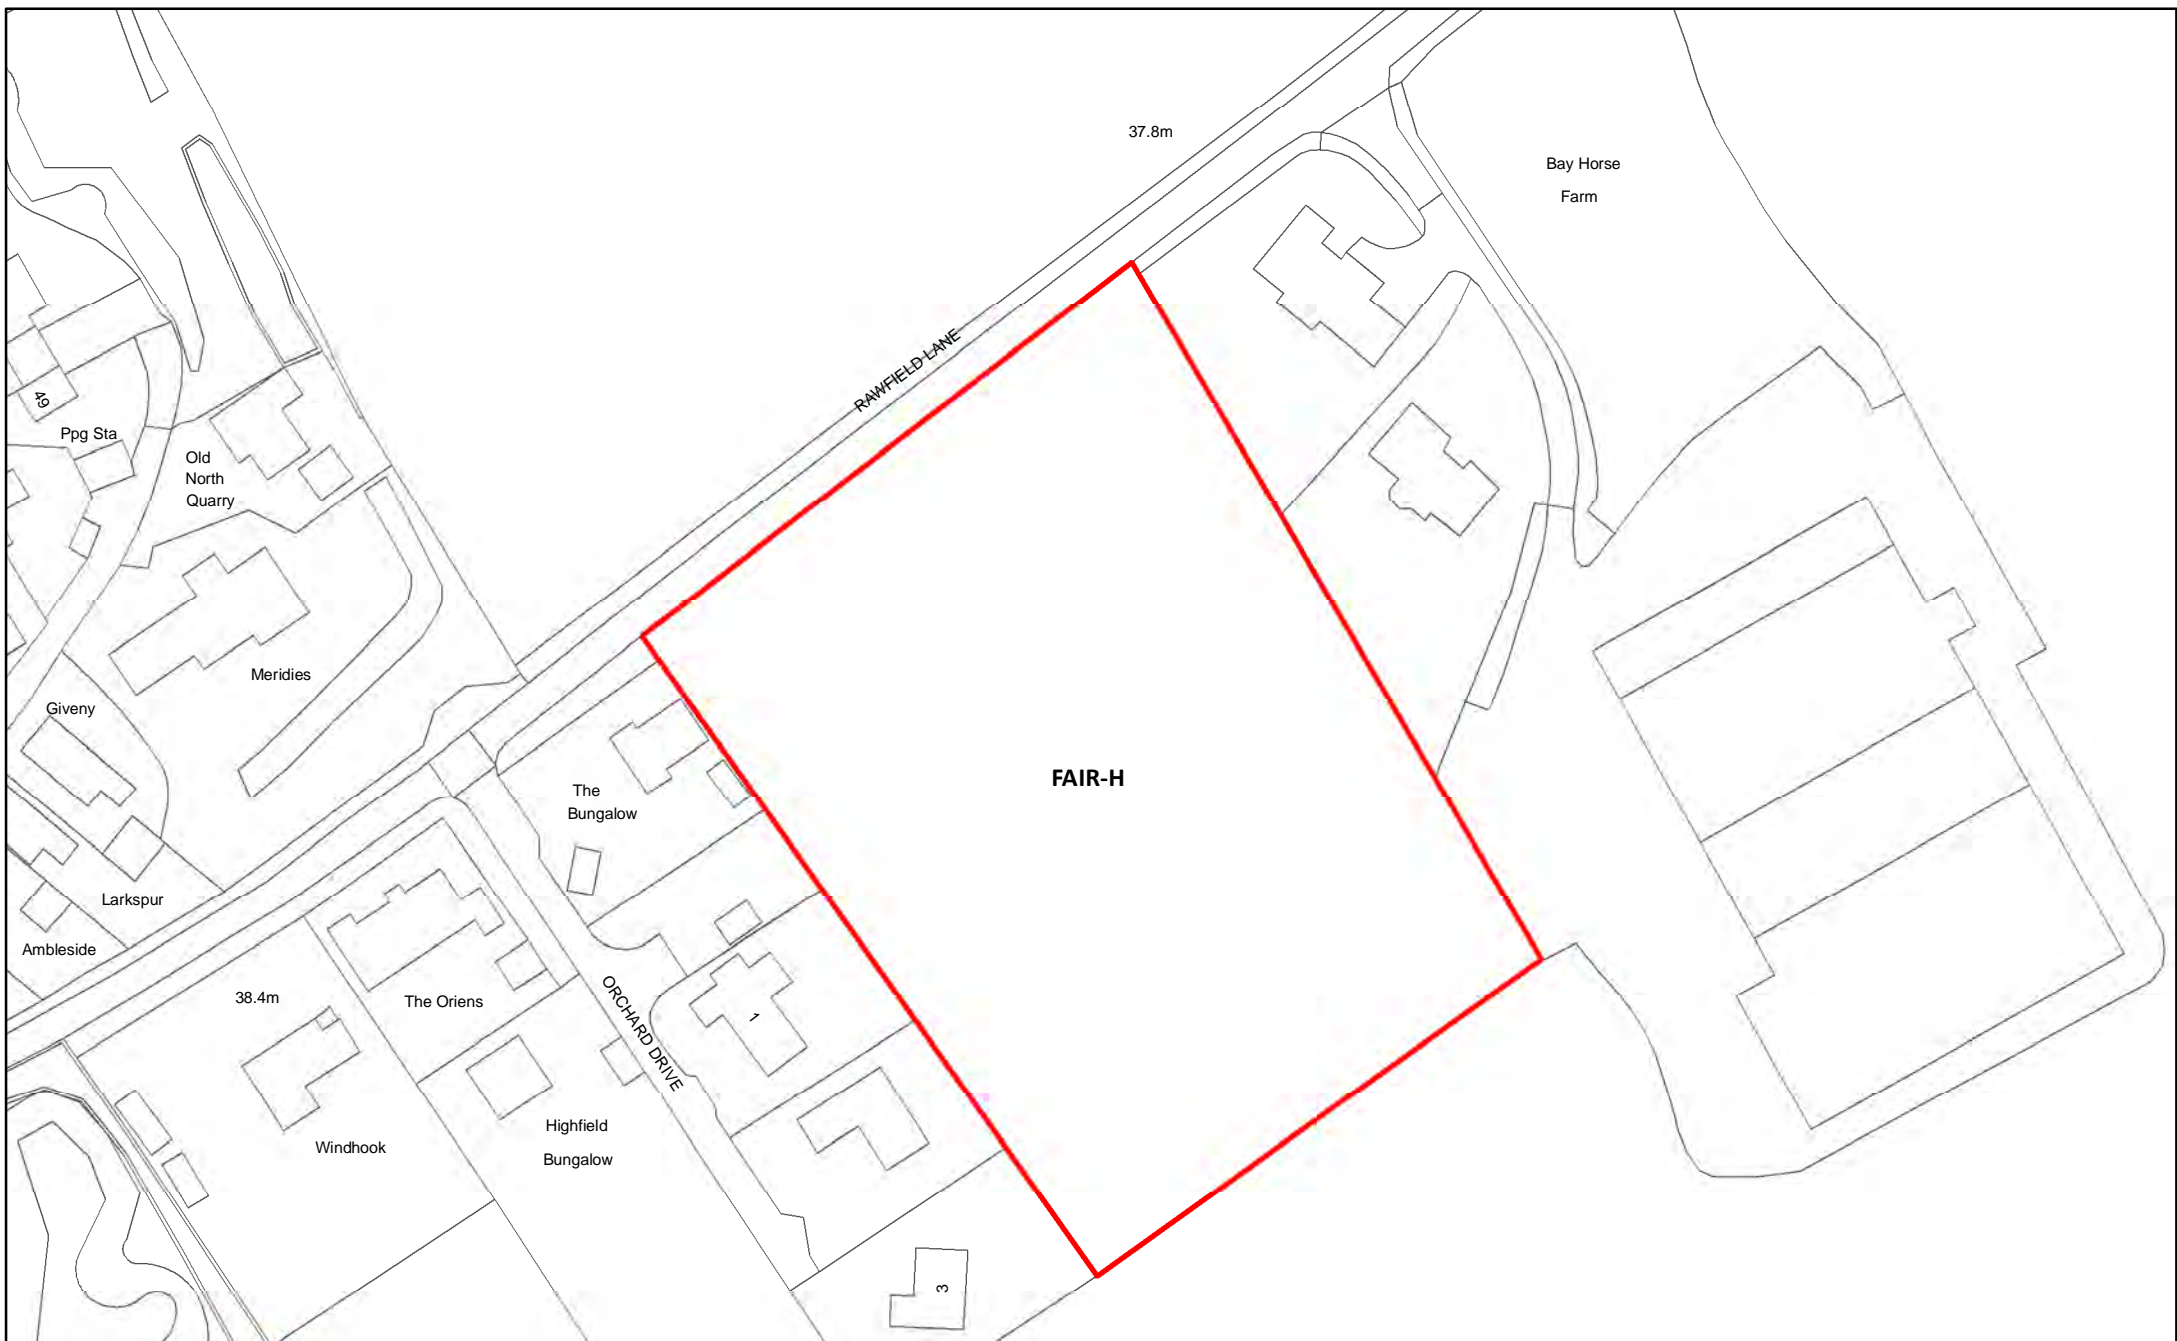 37.8m
Bay Horse
Farm
RAWFIELD LANE
49
Ppg Sta
Old
North
Quarry
Meridies
Giveny
FAIR-H
The
Bungalow
Larkspur
Ambleside
38.4m
The Oriens
ORCHARD DRIVE
1
Highfield
Bungalow
Windhook
3